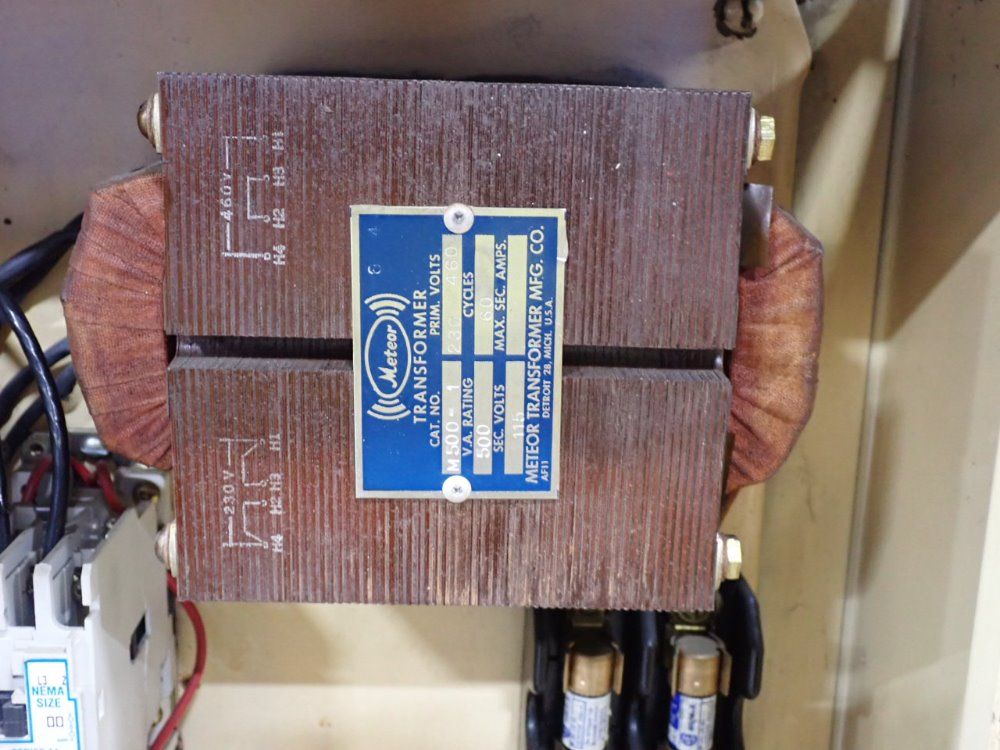 460V
H4 H2 H3 H1
230V
H4 H2 H3 H1
Meteor
TRANSFORMER
CAT. NO. PRIM. VOLTS
M500-1 230 460
V.A. RATING CYCLES
500 60
SEC. VOLTS MAX. SEC. AMPS.
115
METEOR TRANSFORMER MFG. CO.
AF11 DETROIT 28, MICH. U.S.A.
L3
NEMA
SIZE
00